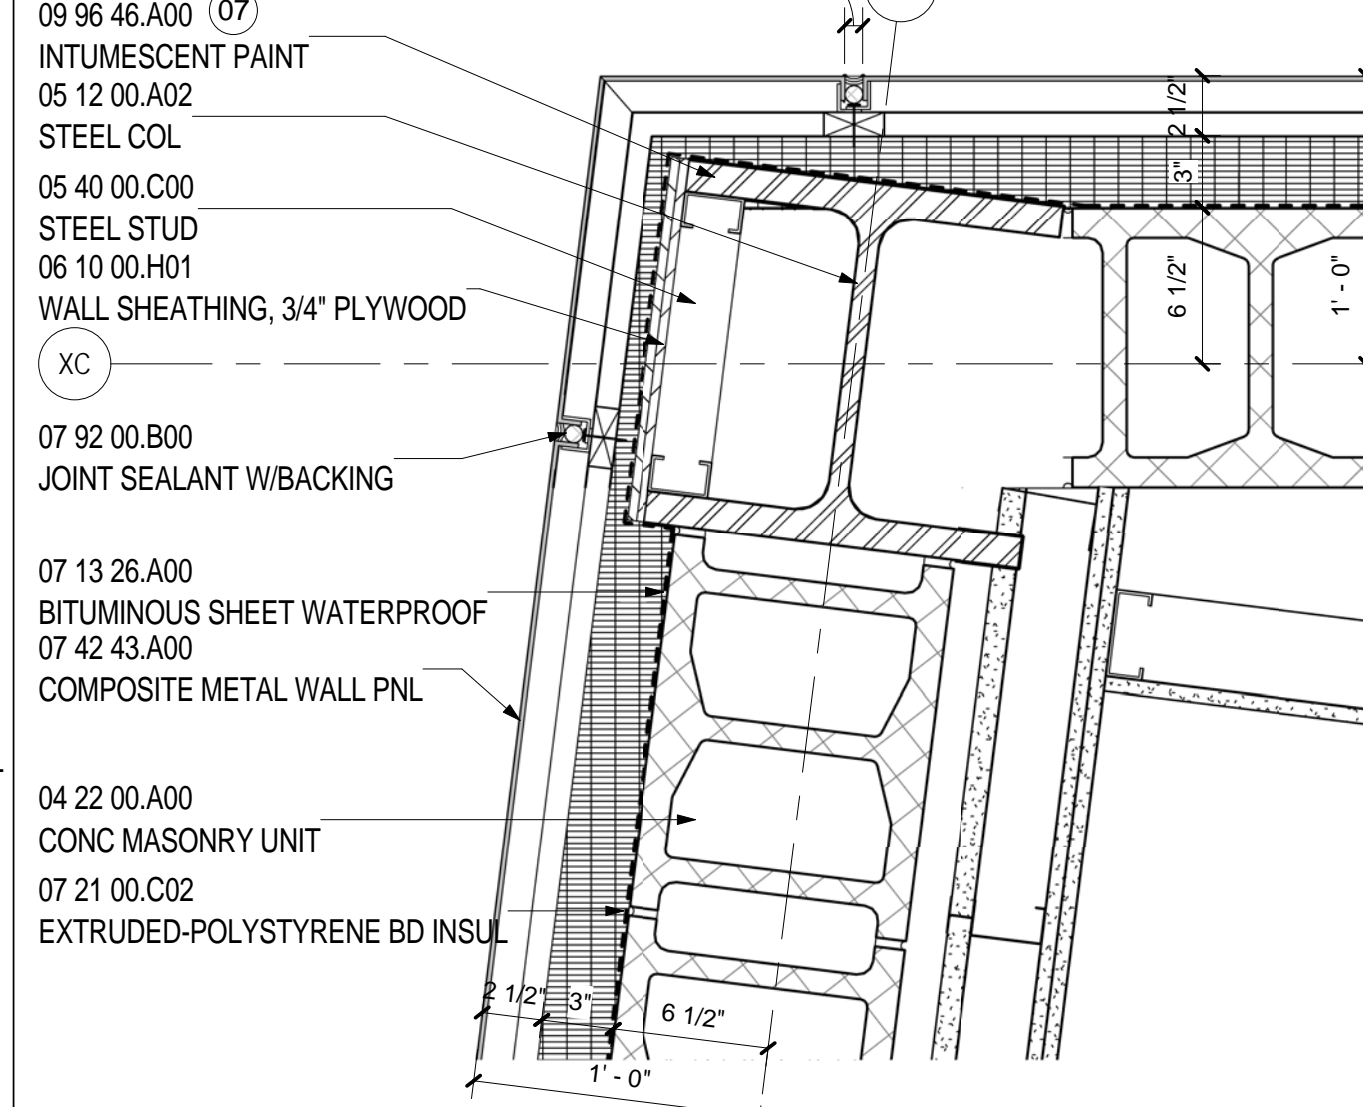 09 96 46.A00 07
INTUMESCENT PAINT
05 12 00.A02
STEEL COL
05 40 00.C00
STEEL STUD
06 10 00.H01
WALL SHEATHING, 3/4" PLYWOOD
XC
07 92 00.B00
JOINT SEALANT W/BACKING
07 13 26.A00
BITUMINOUS SHEET WATERPROOF
07 42 43.A00
COMPOSITE METAL WALL PNL
04 22 00.A00
CONC MASONRY UNIT
07 21 00.C02
EXTRUDED-POLYSTYRENE BD INSUL
2 1/2"
3"
6 1/2"
1' - 0"
2 1/2"
3"
6 1/2"
1' - 0"